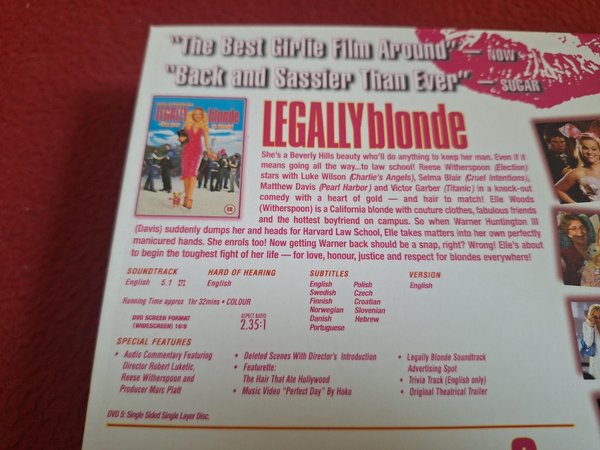 "The Best Girlie Film Around" — NOW
"Back and Sassier Than Ever" — SUGAR
LEGALLY blonde
LEGALLYblonde
She's a Beverly Hills beauty who'll do anything to keep her man. Even if it
means going all the way...to law school! Reese Witherspoon (Election)
stars with Luke Wilson (Charlie's Angels), Selma Blair (Cruel Intentions),
Matthew Davis (Pearl Harbor) and Victor Garber (Titanic) in a knock-out
comedy with a heart of gold — and hair to match! Elle Woods
(Witherspoon) is a California blonde with couture clothes, fabulous friends
and the hottest boyfriend on campus. So when Warner Huntington III
(Davis) suddenly dumps her and heads for Harvard Law School, Elle takes matters into her own perfectly
manicured hands. She enrols too! Now getting Warner back should be a snap, right? Wrong! Elle's about
to begin the toughest fight of her life — for love, honour, justice and respect for blondes everywhere!
SOUNDTRACK
English 5.1
HARD OF HEARING
English
SUBTITLES
English Polish
Swedish Czech
Finnish Croatian
Norwegian Slovenian
Danish Hebrew
Portuguese
VERSION
English
Running Time approx 1hr 32mins • COLOUR
DVD SCREEN FORMAT
(WIDESCREEN) 16/9
ASPECT RATIO
2.35:1
SPECIAL FEATURES
• Audio Commentary Featuring
Director Robert Luketic,
Reese Witherspoon and
Producer Marc Platt
• Deleted Scenes With Director's Introduction
• Featurette:
The Hair That Ate Hollywood
• Music Video "Perfect Day" By Hoku
• Legally Blonde Soundtrack
Advertising Spot
• Trivia Track (English only)
• Original Theatrical Trailer
DVD 5: Single Sided Single Layer Disc.